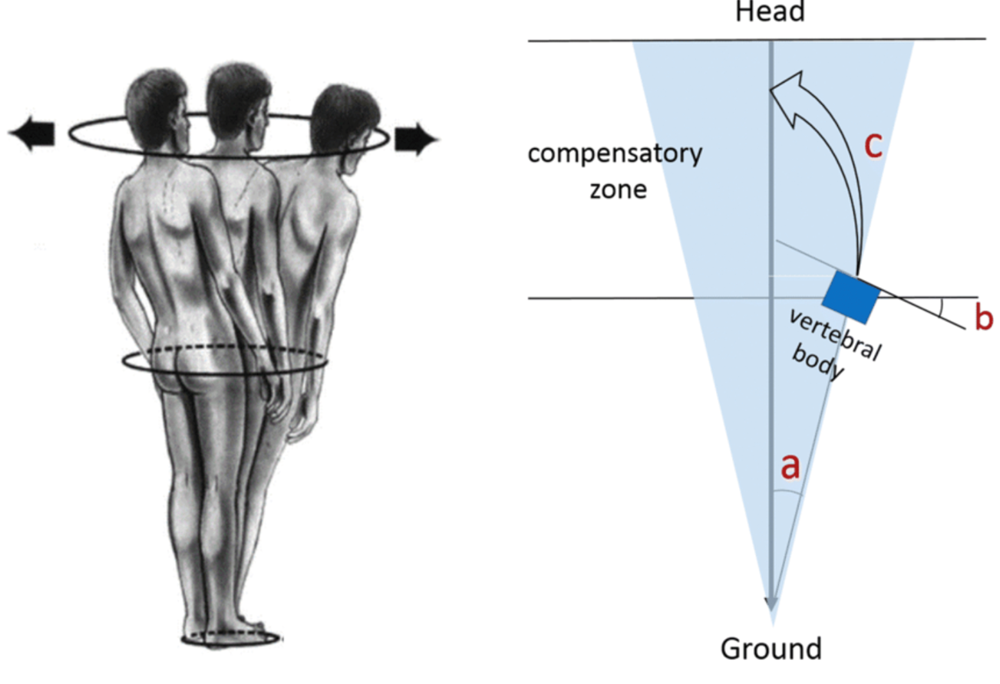 Head
compensatory
zone
c
b
vertebral
body
a
Ground